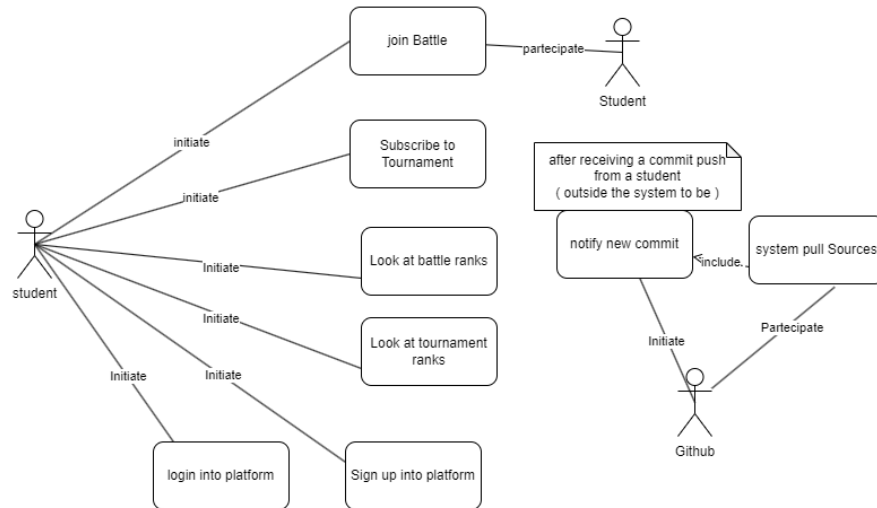 join Battle
partecipate
Student
initiate
Subscribe to
Tournament
after receiving a commit push
from a student
( outside the system to be )
initiate
notify new commit
system pull Sources
include.
student
Initiate
Look at battle ranks
Initiate
Look at tournament
ranks
Initiate
Partecipate
Initiate
Initiate
Github
login into platform
Sign up into platform